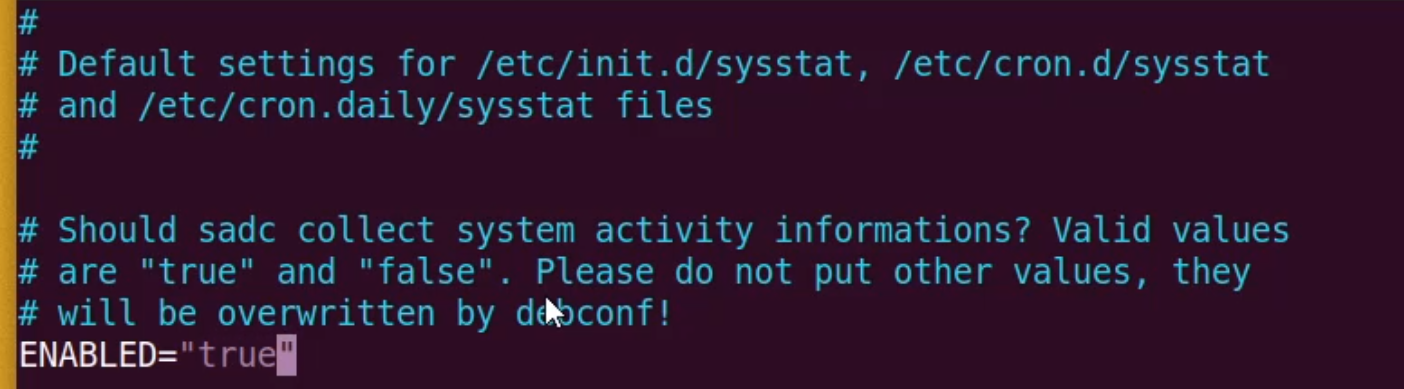 #
# Default settings for /etc/init.d/sysstat, /etc/cron.d/sysstat
# and /etc/cron.daily/sysstat files
#
# Should sadc collect system activity informations? Valid values
# are "true" and "false". Please do not put other values, they
# will be overwritten by debconf!
ENABLED="true"